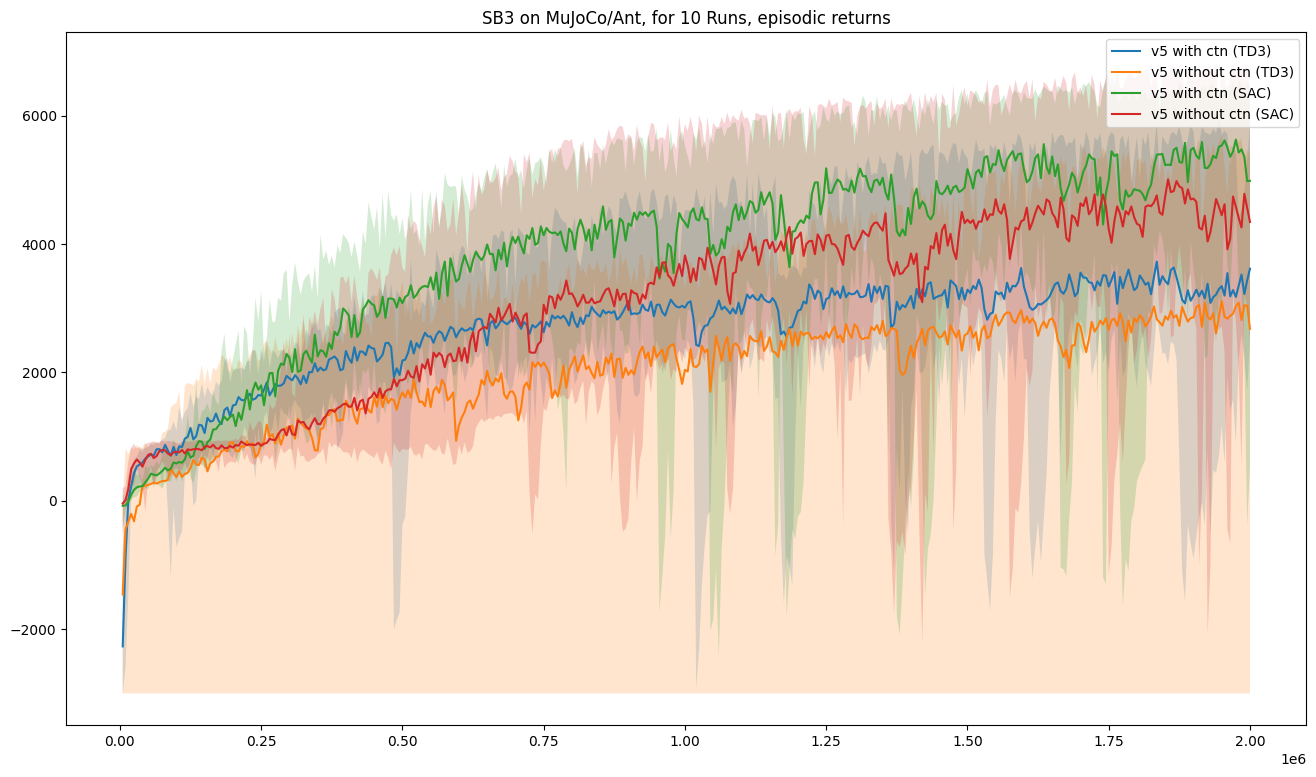 SB3 on MuJoCo/Ant, for 10 Runs, episodic returns
v5 with ctn (TD3)
v5 without ctn (TD3)
v5 with ctn (SAC)
v5 without ctn (SAC)
6000
4000
2000
0
−2000
0.00 0.25 0.50 0.75 1.00 1.25 1.50 1.75 2.00
1e6